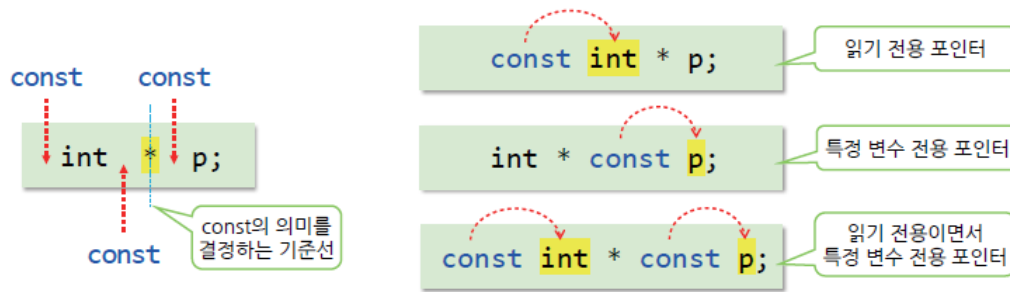 const const
int * p;
const
const의 의미를
결정하는 기준선
const int * p;
읽기 전용 포인터
int * const p;
특정 변수 전용 포인터
const int * const p;
읽기 전용이면서
특정 변수 전용 포인터